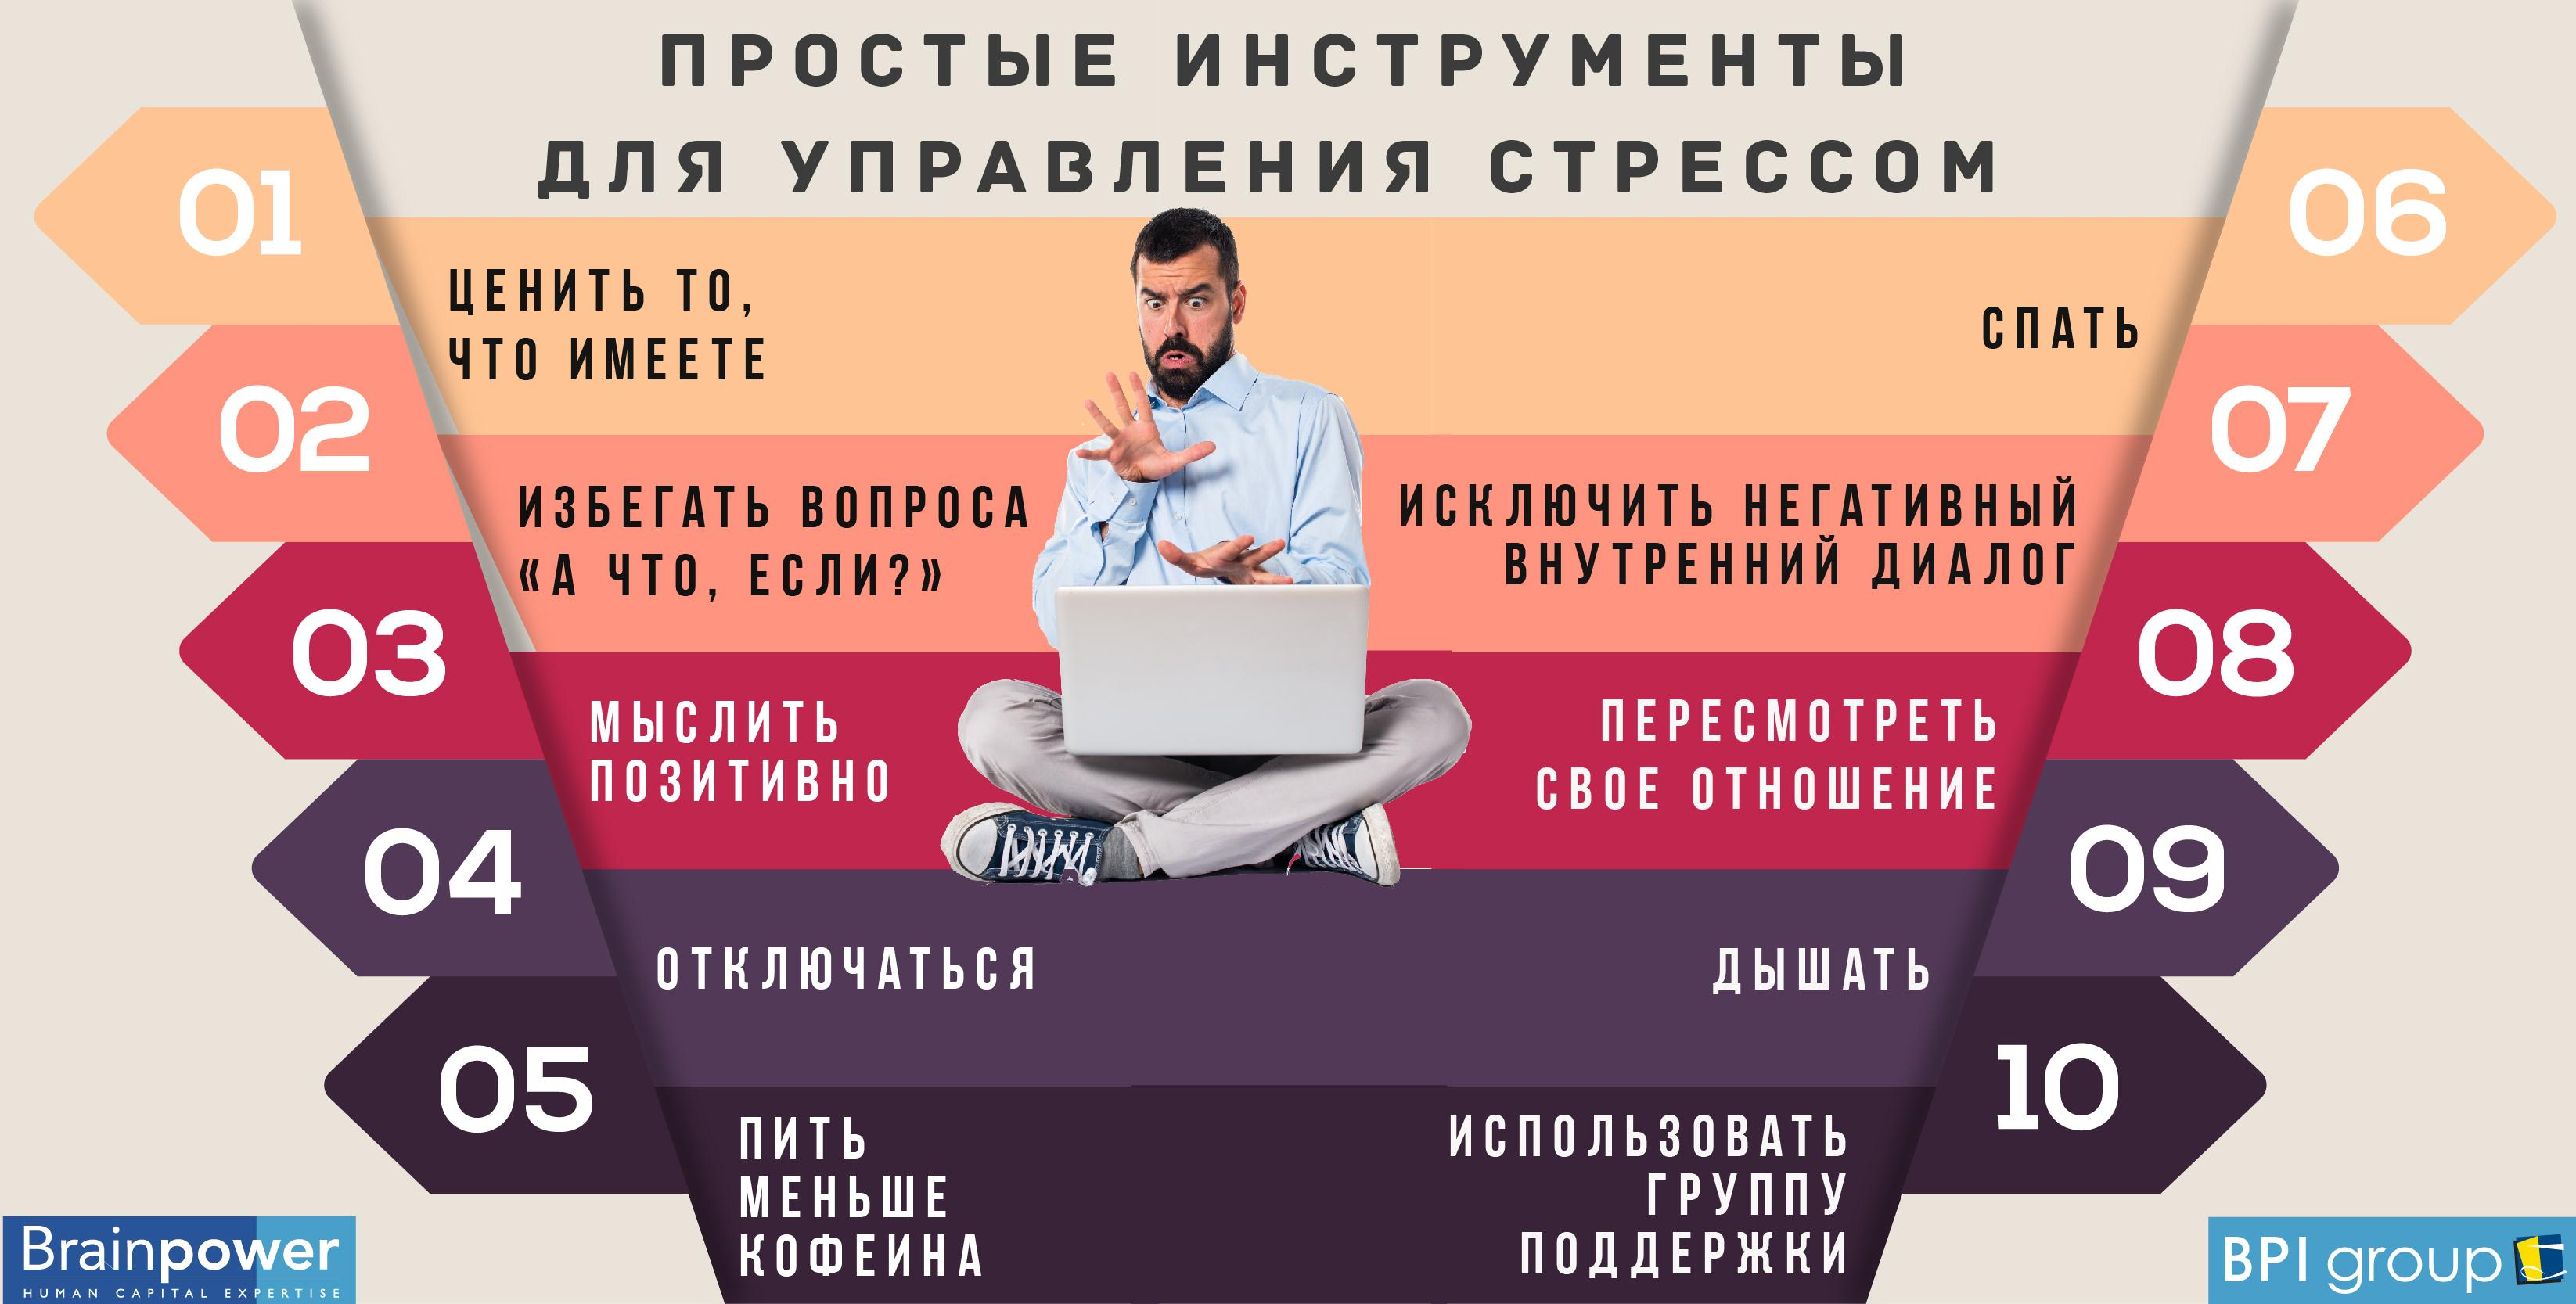 ПРОСТЫЕ ИНСТРУМЕНТЫ
ДЛЯ УПРАВЛЕНИЯ СТРЕССОМ
01
ЦЕНИТЬ ТО,
ЧТО ИМЕЕТЕ
02
ИЗБЕГАТЬ ВОПРОСА
«А ЧТО, ЕСЛИ?»
03
МЫСЛИТЬ
ПОЗИТИВНО
04
ОТКЛЮЧАТЬСЯ
05
ПИТЬ
МЕНЬШЕ
КОФЕИНА
06
СПАТЬ
07
ИСКЛЮЧИТЬ НЕГАТИВНЫЙ
ВНУТРЕННИЙ ДИАЛОГ
08
ПЕРЕСМОТРЕТЬ
СВОЕ ОТНОШЕНИЕ
09
ДЫШАТЬ
10
ИСПОЛЬЗОВАТЬ
ГРУППУ
ПОДДЕРЖКИ
Brainpower
HUMAN CAPITAL EXPERTISE
BPI group